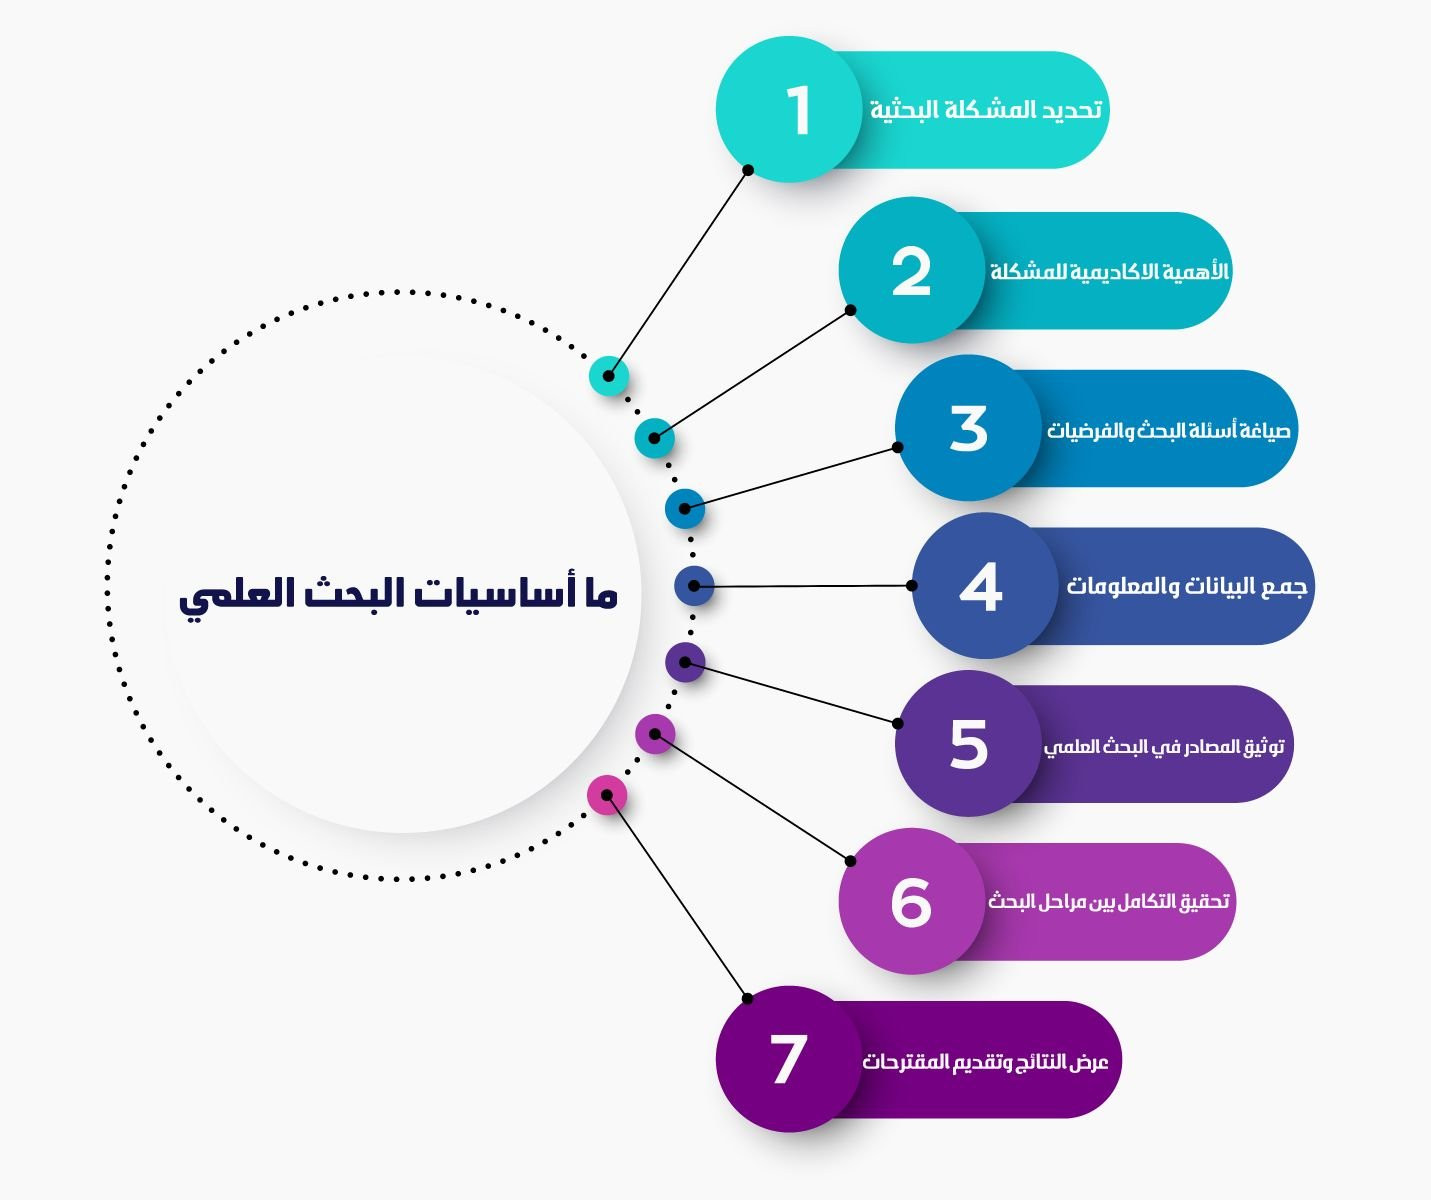 ما أساسيات البحث العلمي
1
تحديد المشكلة البحثية
2
الأهمية الاكاديمية للمشكلة
3
صياغة أسئلة البحث والفرضيات
4
جمع البيانات والمعلومات
5
توثيق المصادر في البحث العلمي
6
تحقيق التكامل بين مراحل البحث
7
عرض النتائج وتقديم المقترحات